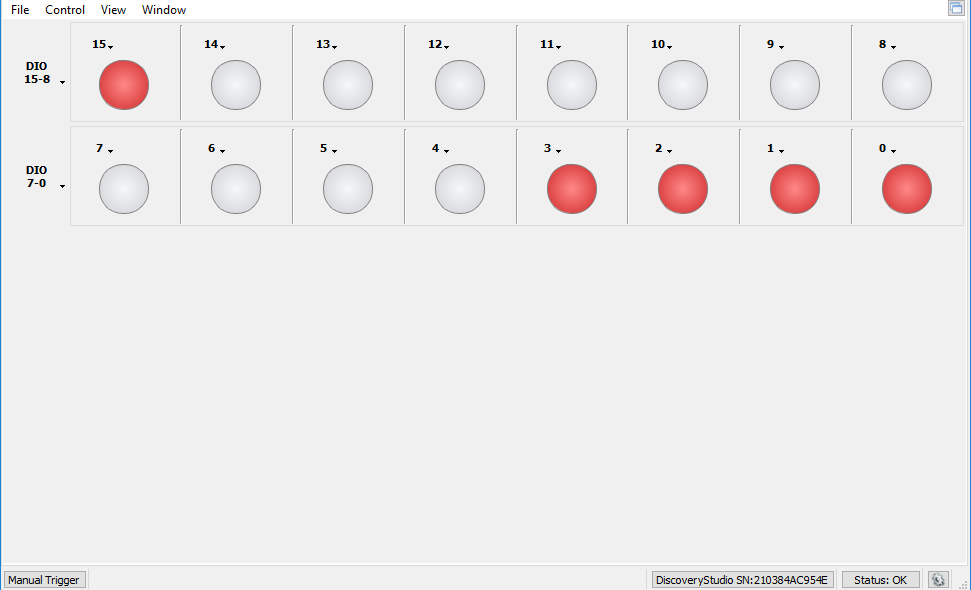 File Control View Window
15 14 13 12 11 10 9 8
DIO
15-8
7 6 5 4 3 2 1 0
DIO
7-0
Manual Trigger DiscoveryStudio SN:210384AC954E Status: OK